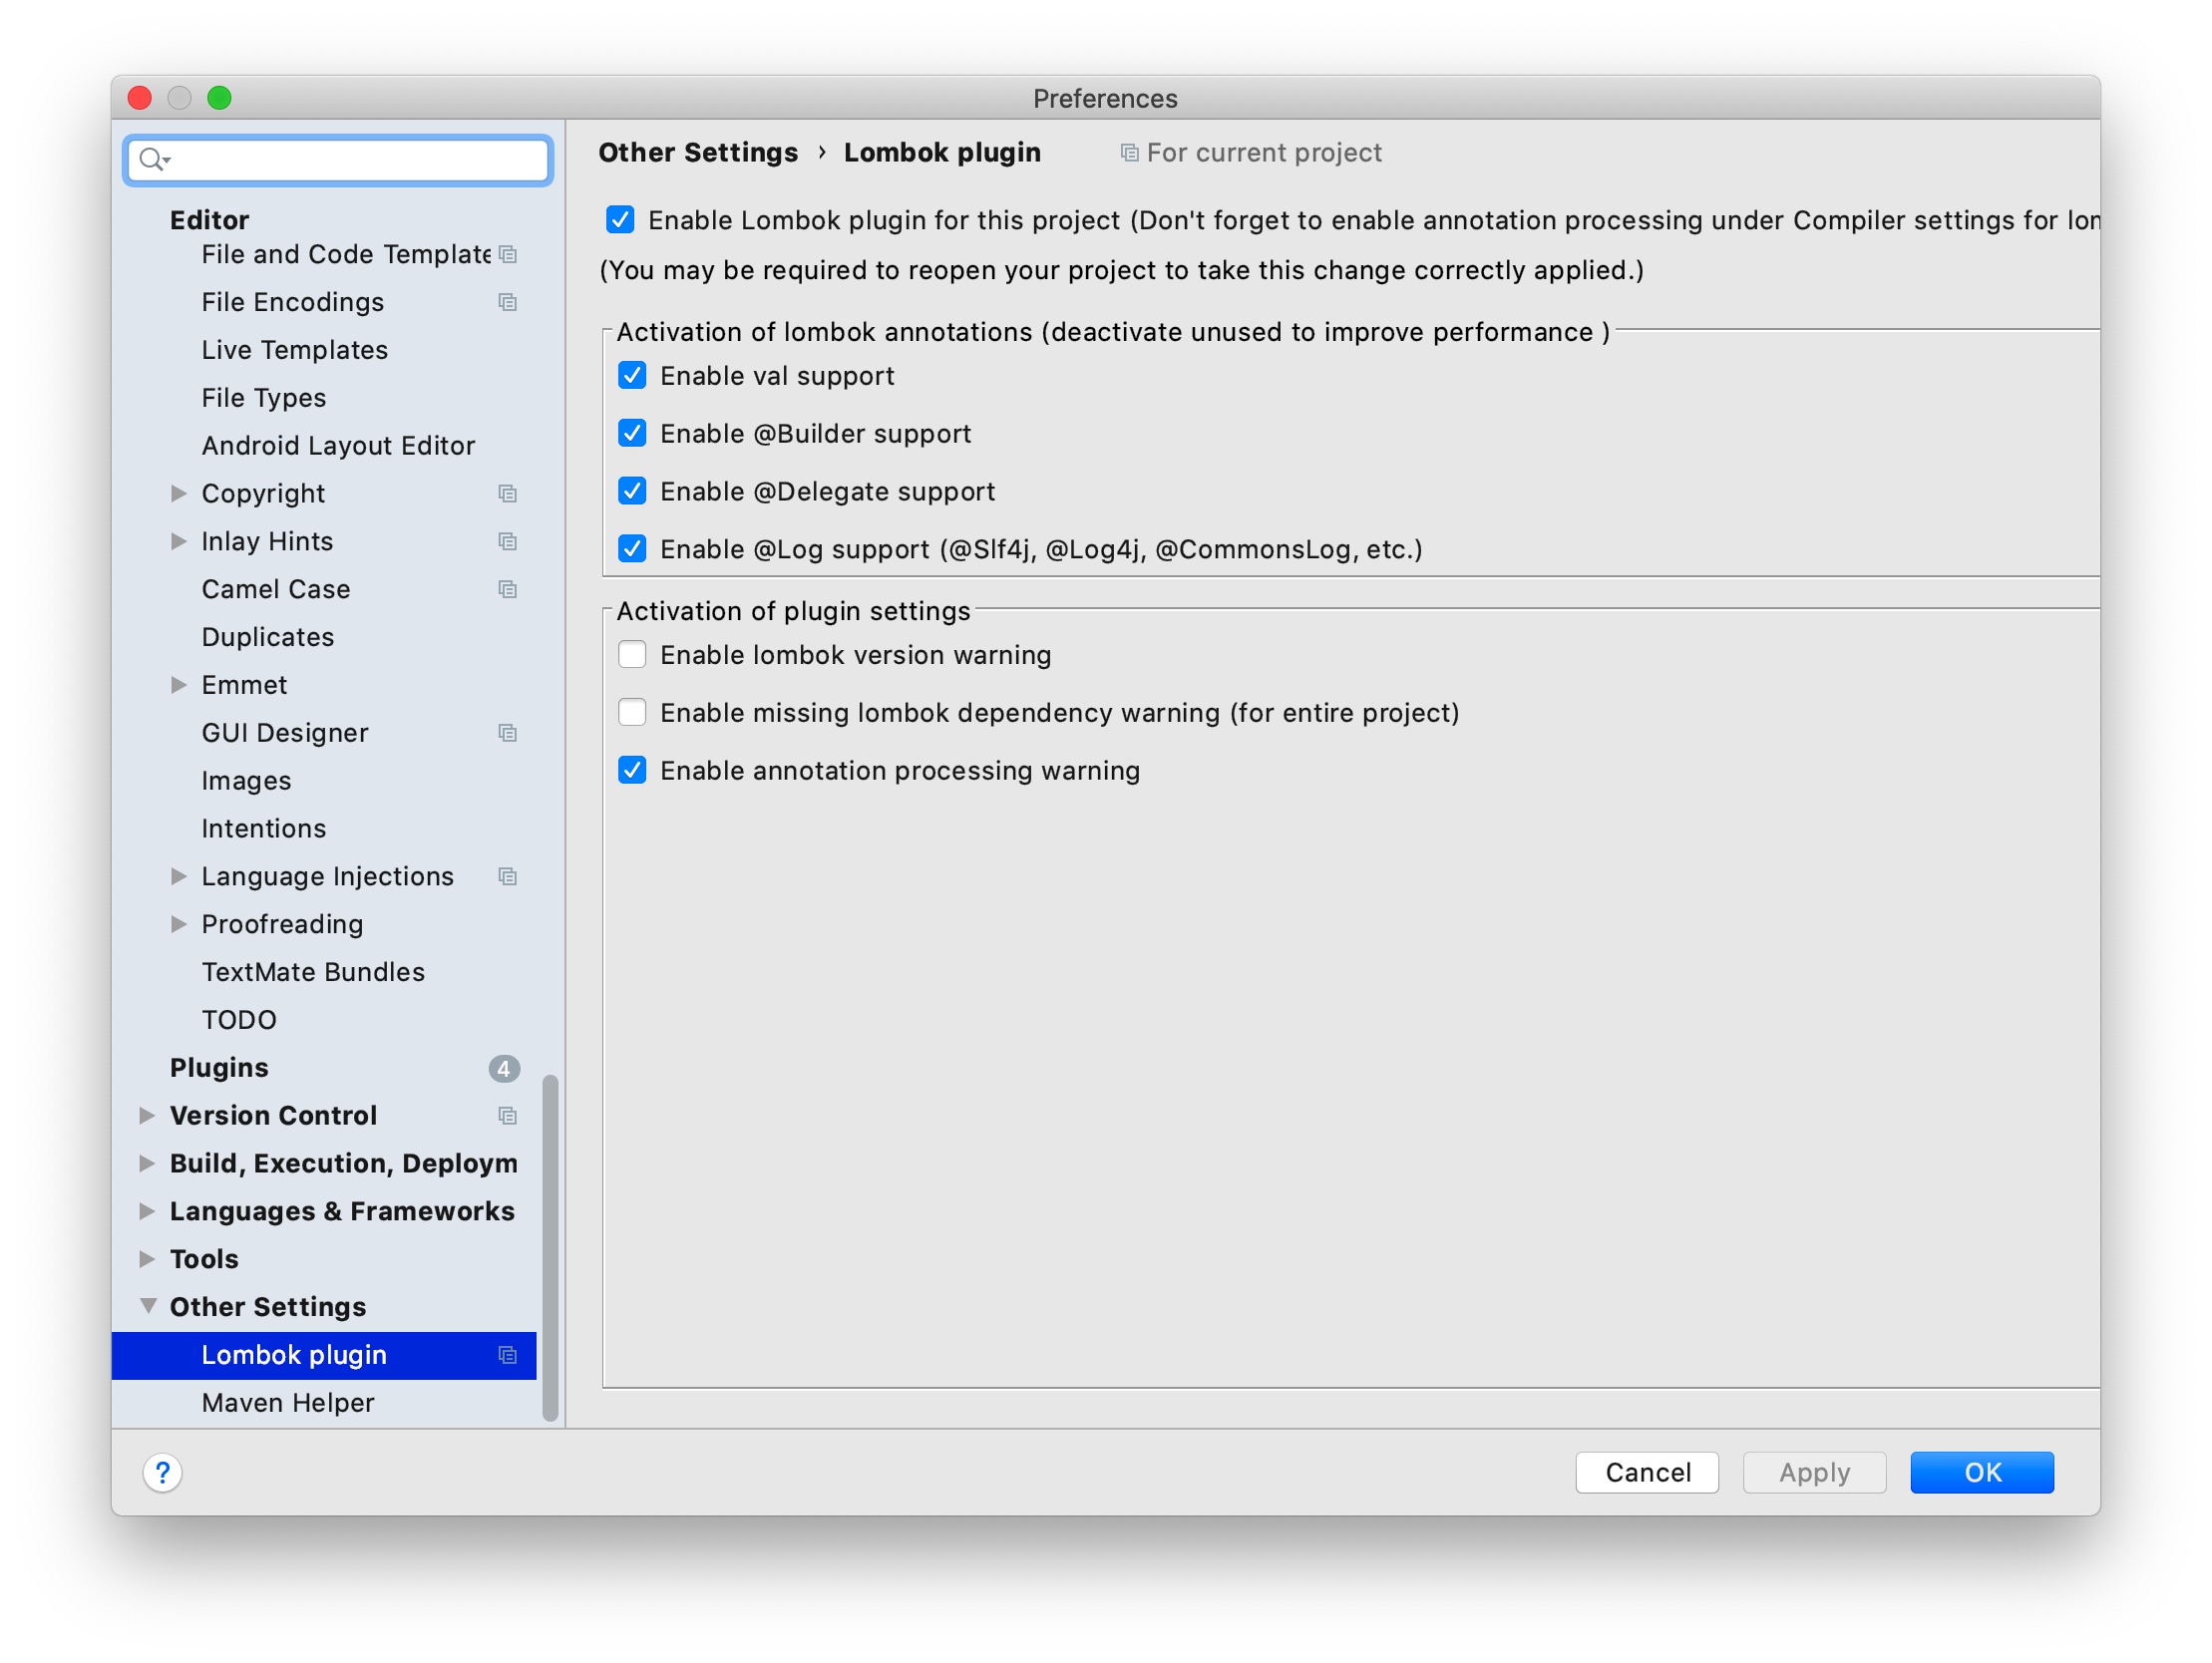 Preferences
Editor
File and Code Template
File Encodings
Live Templates
File Types
Android Layout Editor
Copyright
Inlay Hints
Camel Case
Duplicates
Emmet
GUI Designer
Images
Intentions
Language Injections
Proofreading
TextMate Bundles
TODO
Plugins 4
Version Control
Build, Execution, Deploym
Languages & Frameworks
Tools
Other Settings
Lombok plugin
Maven Helper
Other Settings › Lombok plugin For current project
Enable Lombok plugin for this project (Don't forget to enable annotation processing under Compiler settings for lom
(You may be required to reopen your project to take this change correctly applied.)
Activation of lombok annotations (deactivate unused to improve performance )
Enable val support
Enable @Builder support
Enable @Delegate support
Enable @Log support (@Slf4j, @Log4j, @CommonsLog, etc.)
Activation of plugin settings
Enable lombok version warning
Enable missing lombok dependency warning (for entire project)
Enable annotation processing warning
? Cancel Apply OK